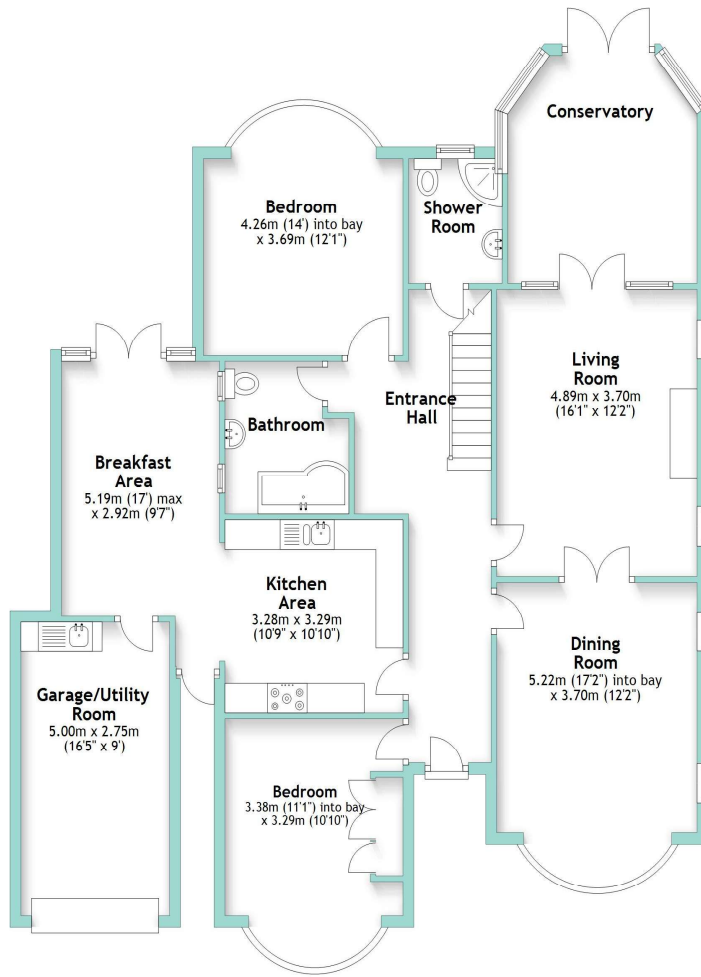 Conservatory
Bedroom
4.26m (14') into bay
x 3.69m (12'1")
Shower
Room
Living
Room
4.89m x 3.70m
(16'1" x 12'2")
Entrance
Hall
Bathroom
Breakfast
Area
5.19m (17') max
x 2.92m (9'7")
Kitchen
Area
3.28m x 3.29m
(10'9" x 10'10")
Dining
Room
5.22m (17'2") into bay
x 3.70m (12'2")
Garage/Utility
Room
5.00m x 2.75m
(16'5" x 9')
Bedroom
3.38m (11'1") into bay
x 3.29m (10'10")